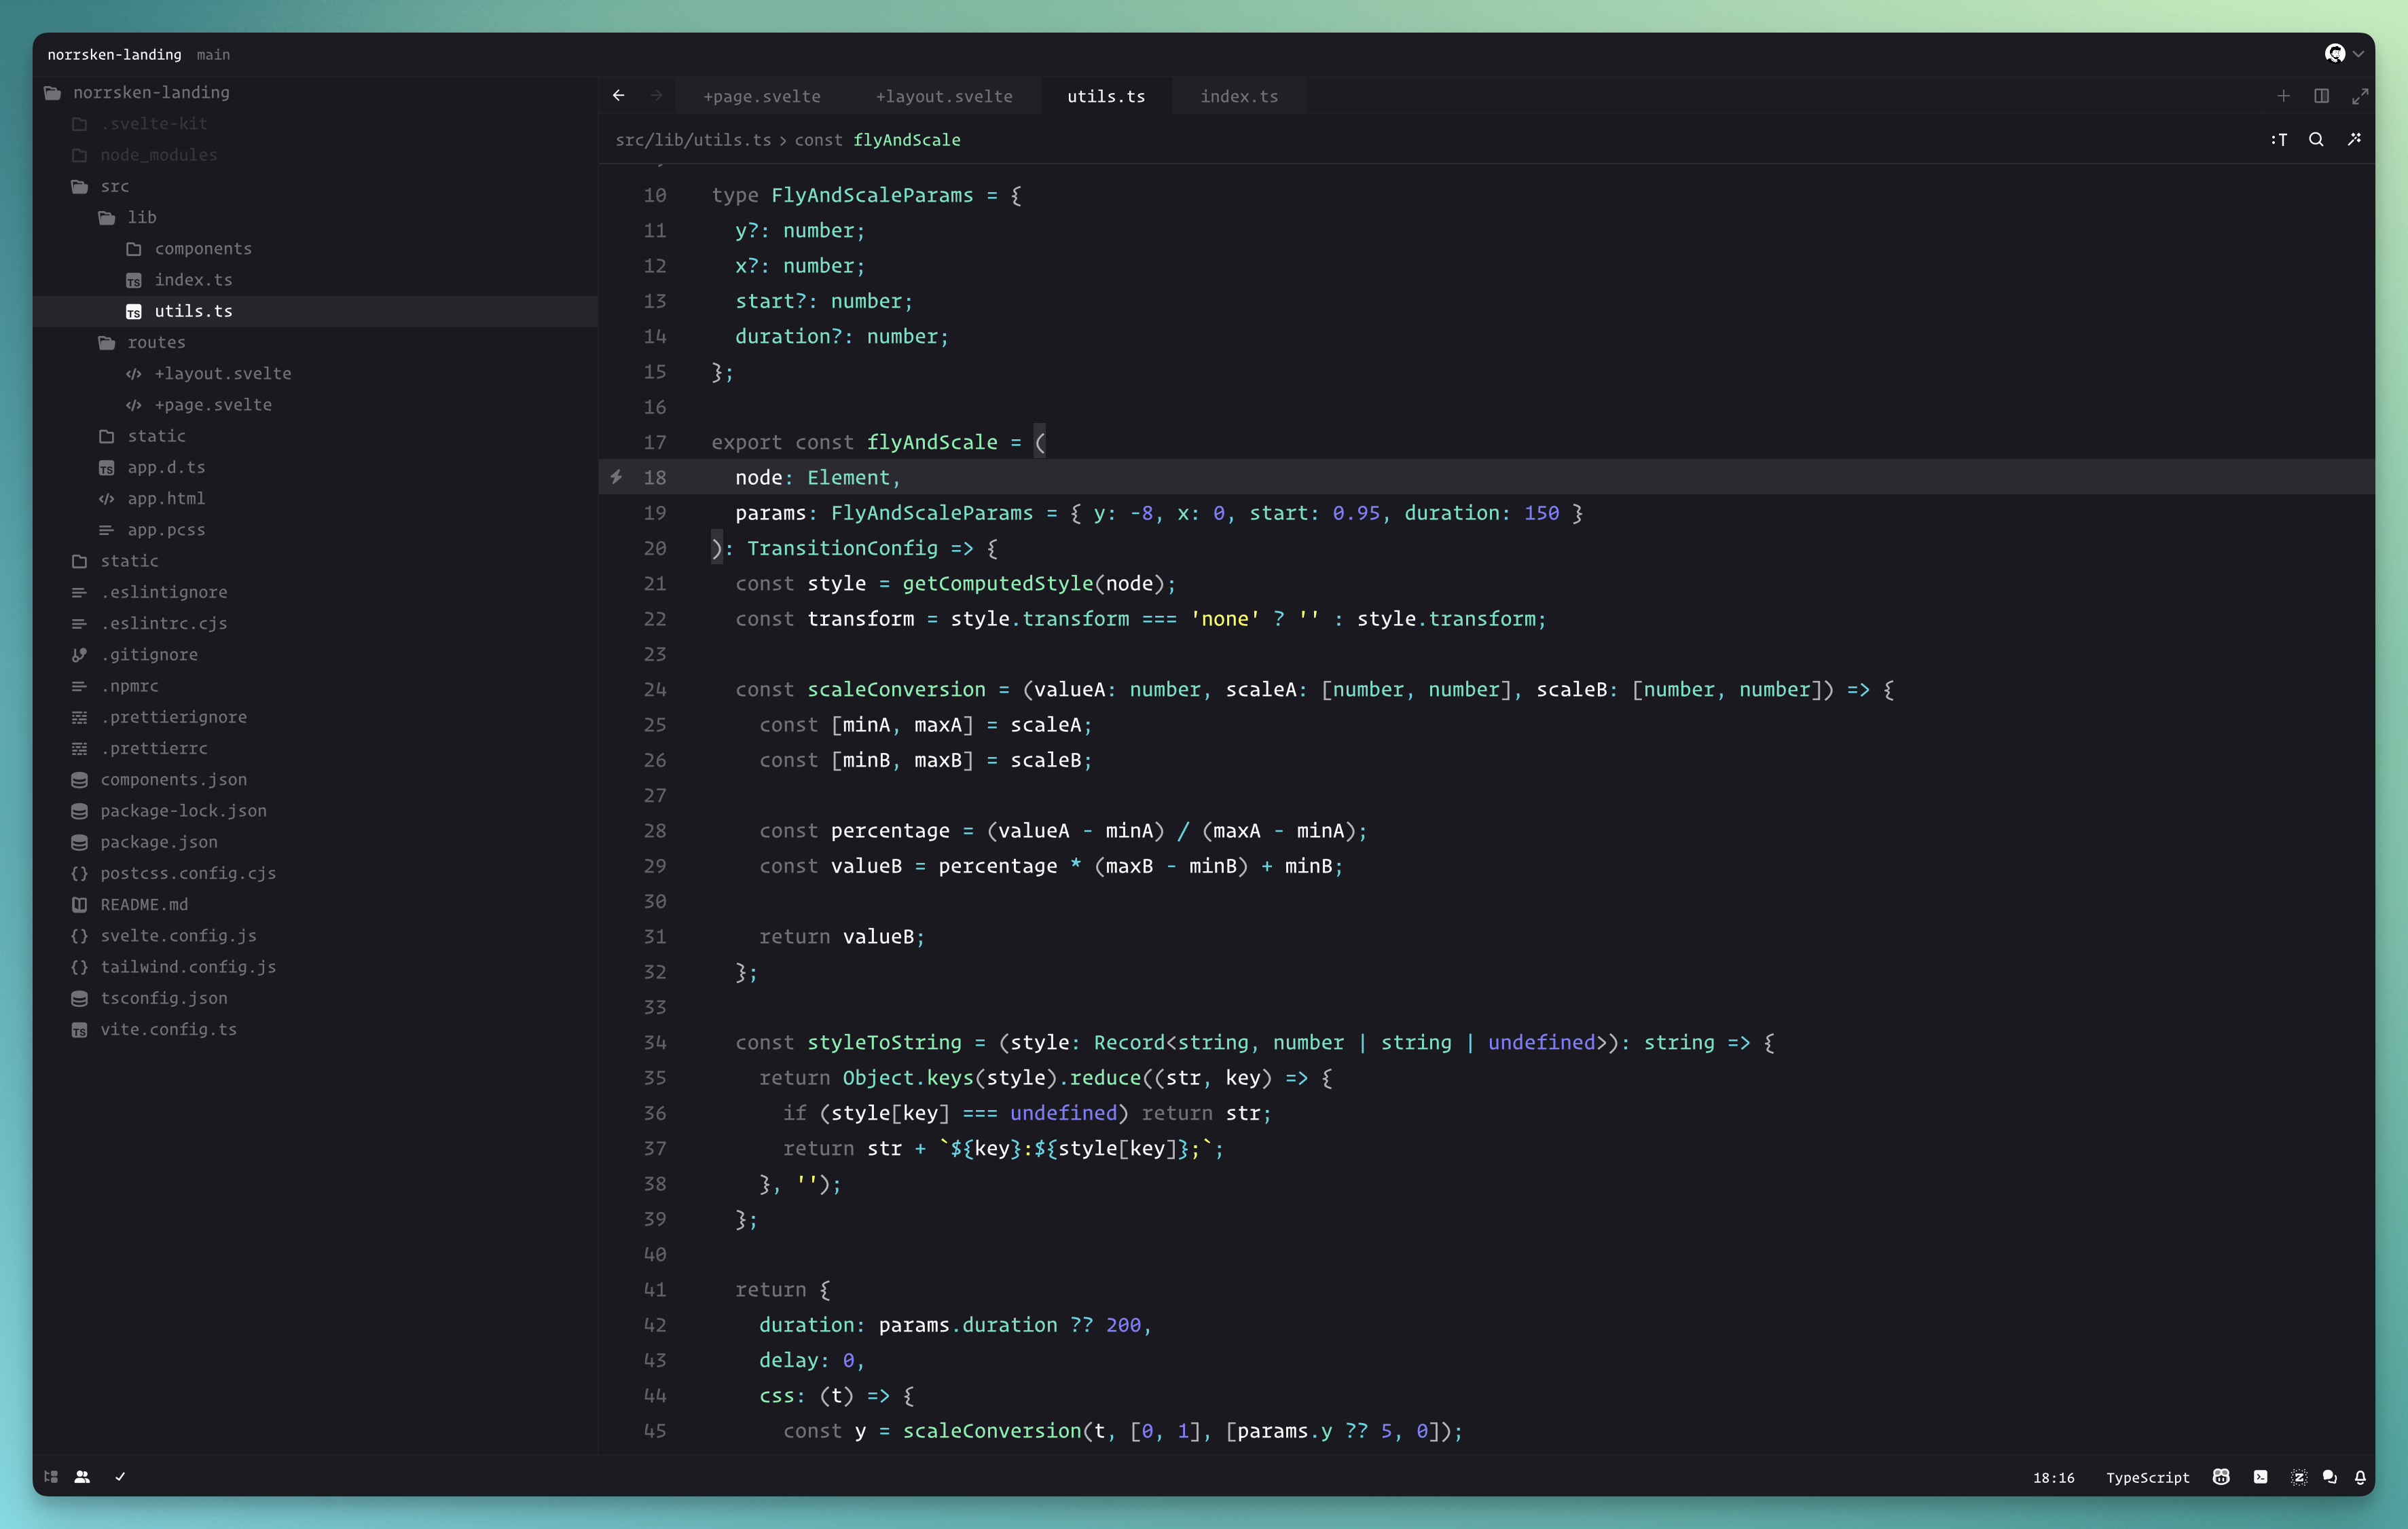 norrsken-landing main
norrsken-landing
.svelte-kit
node_modules
src
lib
components
index.ts
utils.ts
routes
+layout.svelte
+page.svelte
static
app.d.ts
app.html
app.pcss
static
.eslintignore
.eslintrc.cjs
.gitignore
.npmrc
.prettierignore
.prettierrc
components.json
package-lock.json
package.json
postcss.config.cjs
README.md
svelte.config.js
tailwind.config.js
tsconfig.json
vite.config.ts
+page.svelte +layout.svelte utils.ts index.ts
src/lib/utils.ts › const flyAndScale :T
10 type FlyAndScaleParams = {
11   y?: number;
12   x?: number;
13   start?: number;
14   duration?: number;
15 };
16
17 export const flyAndScale = (
18   node: Element,
19   params: FlyAndScaleParams = { y: -8, x: 0, start: 0.95, duration: 150 }
20 ): TransitionConfig => {
21   const style = getComputedStyle(node);
22   const transform = style.transform === 'none' ? '' : style.transform;
23
24   const scaleConversion = (valueA: number, scaleA: [number, number], scaleB: [number, number]) => {
25     const [minA, maxA] = scaleA;
26     const [minB, maxB] = scaleB;
27
28     const percentage = (valueA - minA) / (maxA - minA);
29     const valueB = percentage * (maxB - minB) + minB;
30
31     return valueB;
32   };
33
34   const styleToString = (style: Record<string, number | string | undefined>): string => {
35     return Object.keys(style).reduce((str, key) => {
36       if (style[key] === undefined) return str;
37       return str + `${key}:${style[key]};`;
38     }, '');
39   };
40
41   return {
42     duration: params.duration ?? 200,
43     delay: 0,
44     css: (t) => {
45       const y = scaleConversion(t, [0, 1], [params.y ?? 5, 0]);
18:16 TypeScript